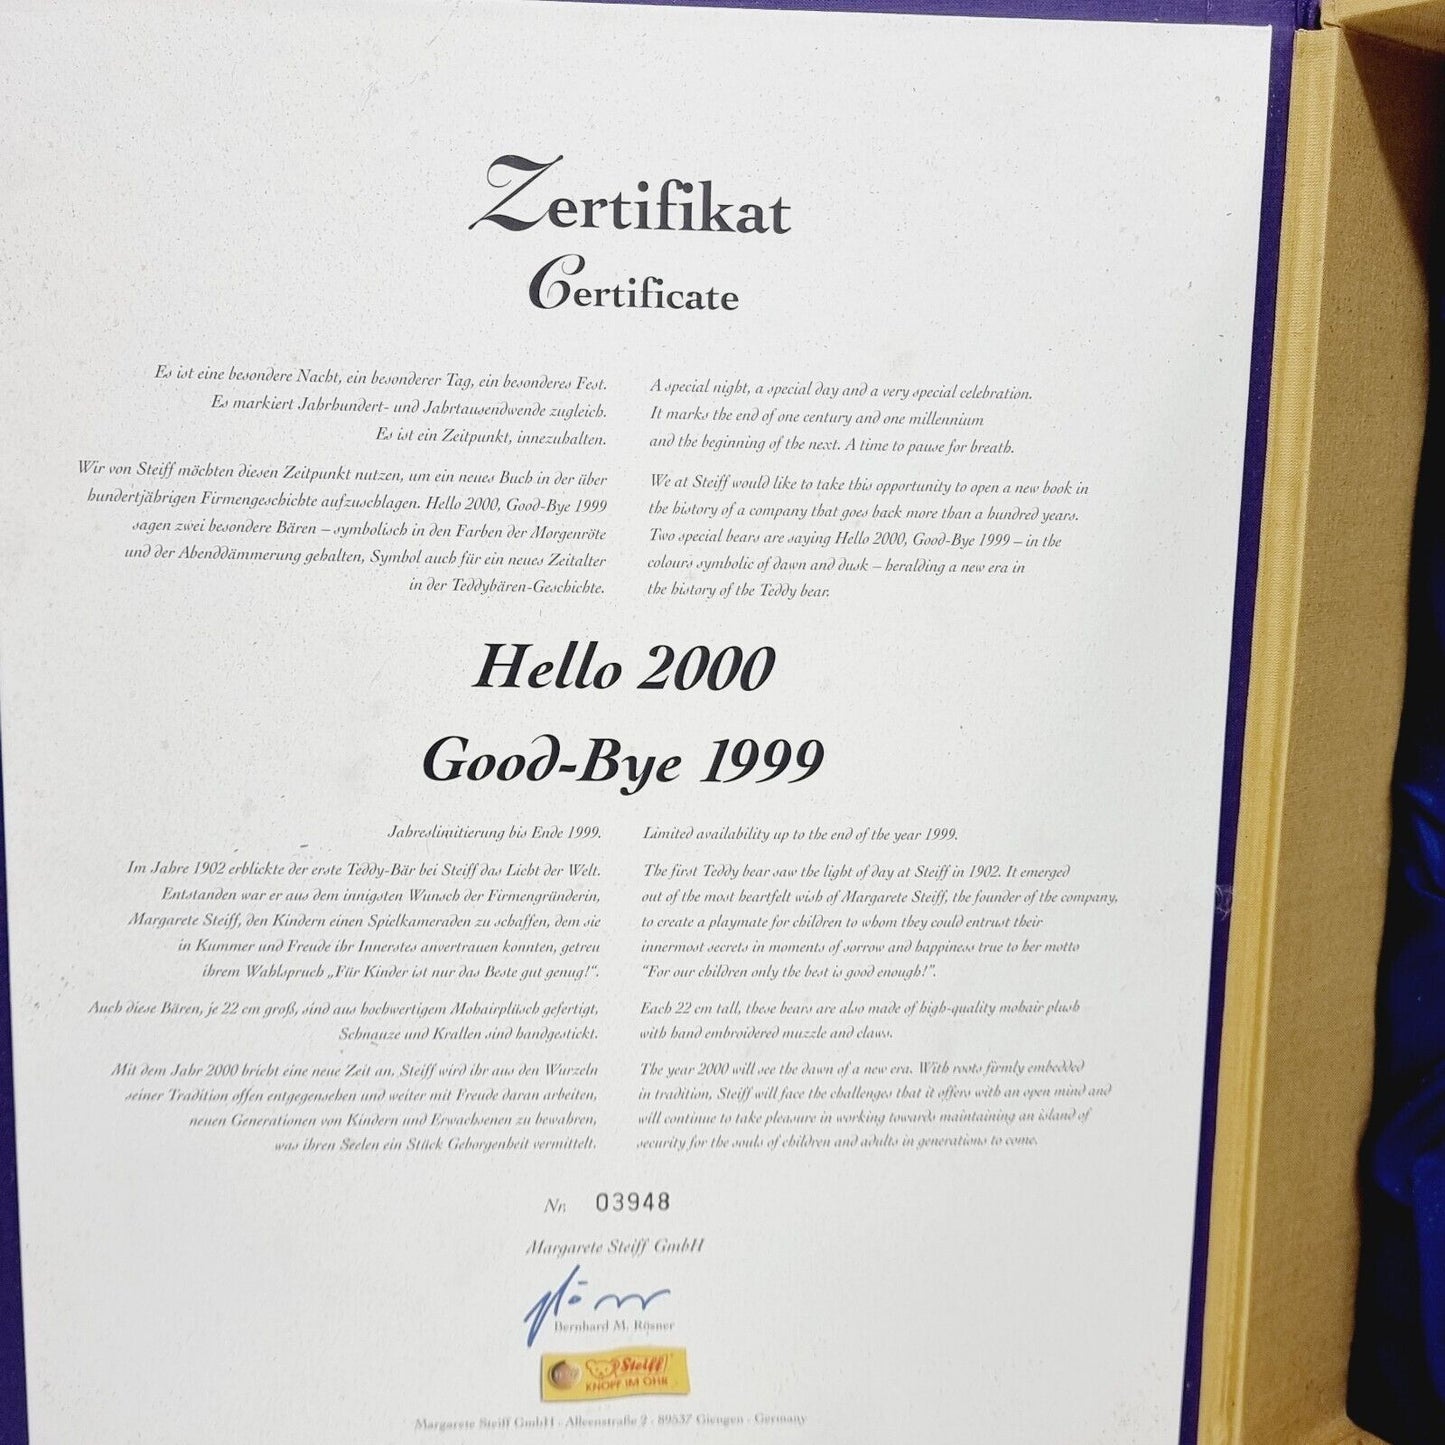 Zertifikat
Certificate
Es ist eine besondere Nacht, ein besonderer Tag, ein besonderes Fest.
Es markiert Jahrhundert- und Jahrtausendwende zugleich.
Es ist ein Zeitpunkt, innezuhalten.
Wir von Steiff möchten diesen Zeitpunkt nutzen, um ein neues Buch in der über
hundertjährigen Firmengeschichte aufzuschlagen. Hello 2000, Good-Bye 1999
sagen zwei besondere Bären – symbolisch in den Farben der Morgenröte
und der Abenddämmerung gehalten, Symbol auch für ein neues Zeitalter
in der Teddybären-Geschichte.
A special night, a special day and a very special celebration.
It marks the end of one century and one millennium
and the beginning of the next. A time to pause for breath.
We at Steiff would like to take this opportunity to open a new book in
the history of a company that goes back more than a hundred years.
Two special bears are saying Hello 2000, Good-Bye 1999 – in the
colours symbolic of dawn and dusk – heralding a new era in
the history of the Teddy bear.
Hello 2000
Good-Bye 1999
Jahreslimitierung bis Ende 1999.
Im Jahre 1902 erblickte der erste Teddy-Bär bei Steiff das Licht der Welt.
Entstanden war er aus dem innigsten Wunsch der Firmengründerin,
Margarete Steiff, den Kindern einen Spielkameraden zu schaffen, dem sie
in Kummer und Freude ihr Innerstes anvertrauen konnten, getreu
ihrem Wahlspruch „Für Kinder ist nur das Beste gut genug!“.
Auch diese Bären, je 22 cm groß, sind aus hochwertigem Mohairplüsch gefertigt,
Schnauze und Krallen sind handgestickt.
Mit dem Jahr 2000 bricht eine neue Zeit an, Steiff wird ihr aus den Wurzeln
seiner Tradition offen entgegensehen und weiter mit Freude daran arbeiten,
neuen Generationen von Kindern und Erwachsenen zu bewahren,
was ihren Seelen ein Stück Geborgenheit vermittelt.
Limited availability up to the end of the year 1999.
The first Teddy bear saw the light of day at Steiff in 1902. It emerged
out of the most heartfelt wish of Margarete Steiff, the founder of the company,
to create a playmate for children to whom they could entrust their
innermost secrets in moments of sorrow and happiness true to her motto
“For our children only the best is good enough!”.
Each 22 cm tall, these bears are also made of high-quality mohair plush
with hand embroidered muzzle and claws.
The year 2000 will see the dawn of a new era. With roots firmly embedded
in tradition, Steiff will face the challenges that it offers with an open mind and
will continue to take pleasure in working towards maintaining an island of
security for the souls of children and adults in generations to come.
Nr. 03948
Margarete Steiff GmbH
Bernhard M. Rösner
Steiff
KNOPF IM OHR
Margarete Steiff GmbH · Alleenstraße 2 · 89537 Giengen · Germany